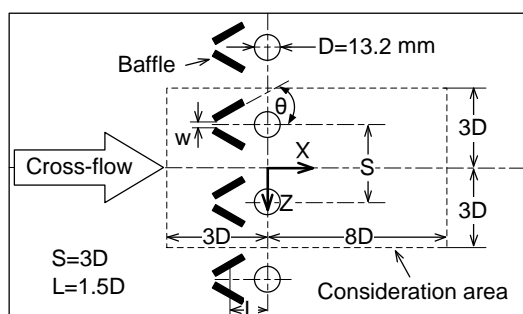 D=13.2 mm
Baffle
θ
3D
w
X
Cross-flow
S
Z
3D
3D
8D
S=3D
L=1.5D
Consideration area
L